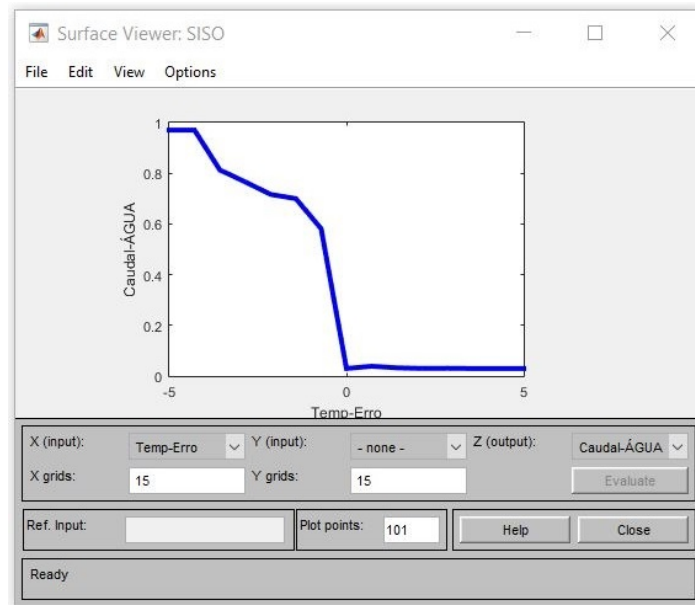 Surface Viewer: SISO
File Edit View Options
1
0.8
0.6
0.4
0.2
0
Caudal-ÁGUA
-5 0 5
Temp-Erro
X (input): Temp-Erro Y (input): - none - Z (output): Caudal-ÁGUA
X grids: 15 Y grids: 15 Evaluate
Ref. Input: Plot points: 101 Help Close
Ready